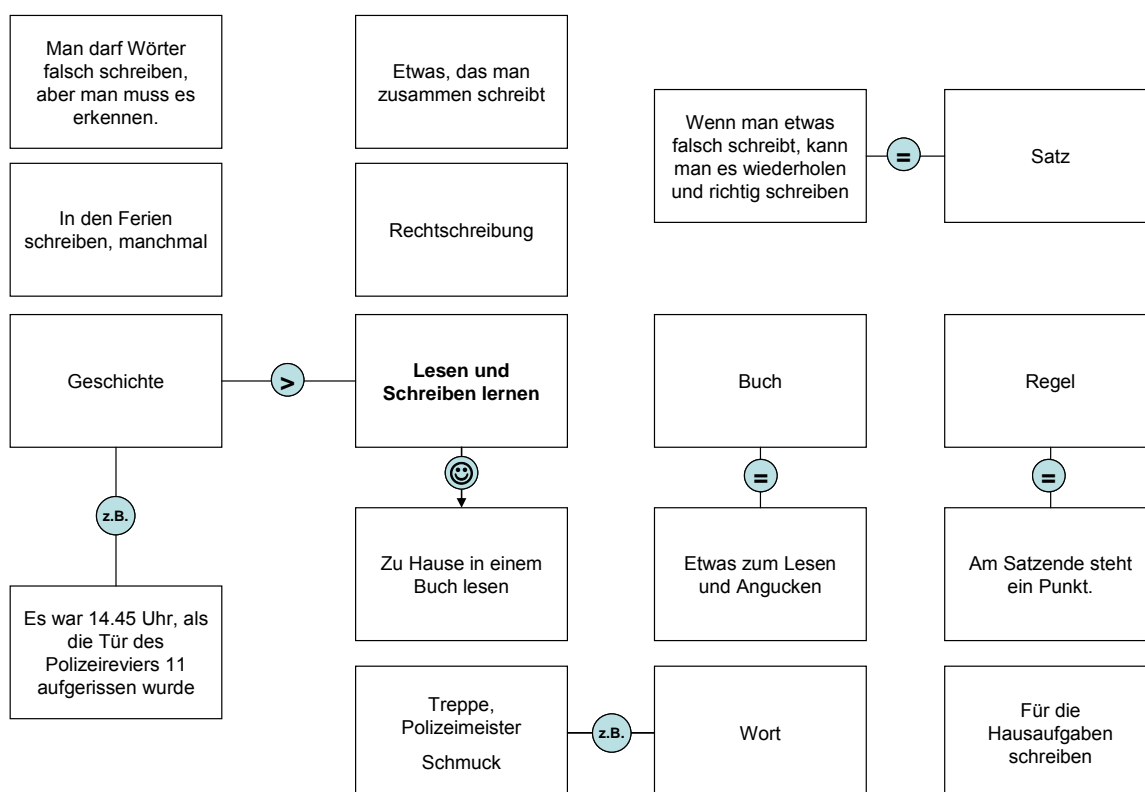 Man darf Wörter
falsch schreiben,
aber man muss es
erkennen.
Etwas, das man
zusammen schreibt
Wenn man etwas
falsch schreibt, kann
man es wiederholen
und richtig schreiben
=
Satz
In den Ferien
schreiben, manchmal
Rechtschreibung
Geschichte
>
Lesen und
Schreiben lernen
Buch
Regel
z.B.
=
=
Es war 14.45 Uhr, als
die Tür des
Polizeireviers 11
aufgerissen wurde
Zu Hause in einem
Buch lesen
Etwas zum Lesen
und Angucken
Am Satzende steht
ein Punkt.
Treppe,
Polizeimeister
Schmuck
z.B.
Wort
Für die
Hausaufgaben
schreiben